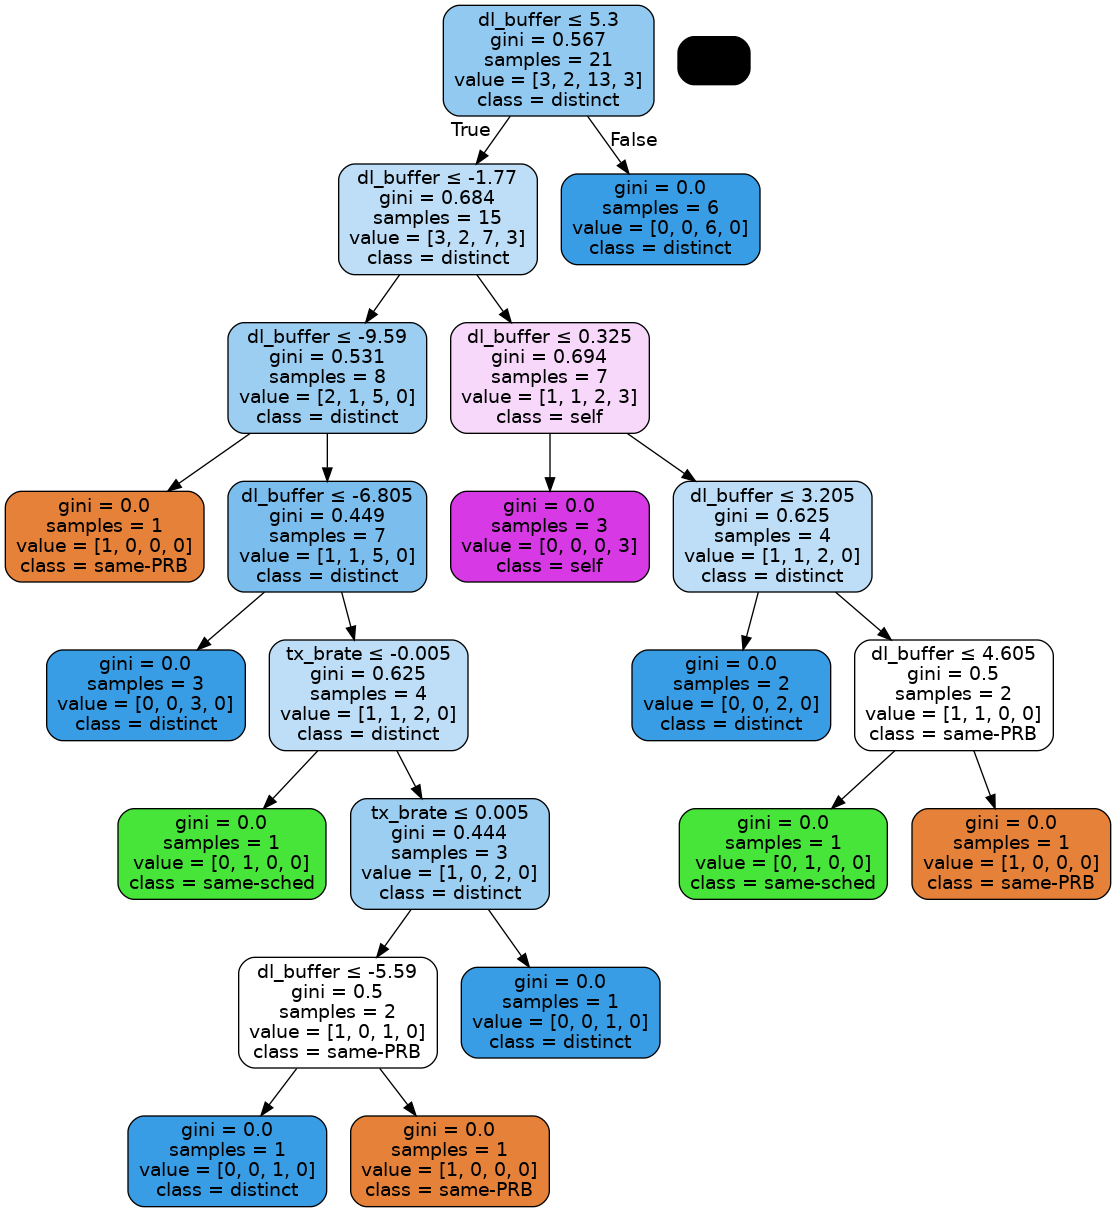 dl_buffer ≤ 5.3
gini = 0.567
samples = 21
value = [3, 2, 13, 3]
class = distinct
True
False
dl_buffer ≤ -1.77
gini = 0.684
samples = 15
value = [3, 2, 7, 3]
class = distinct
gini = 0.0
samples = 6
value = [0, 0, 6, 0]
class = distinct
dl_buffer ≤ -9.59
gini = 0.531
samples = 8
value = [2, 1, 5, 0]
class = distinct
dl_buffer ≤ 0.325
gini = 0.694
samples = 7
value = [1, 1, 2, 3]
class = self
gini = 0.0
samples = 1
value = [1, 0, 0, 0]
class = same-PRB
dl_buffer ≤ -6.805
gini = 0.449
samples = 7
value = [1, 1, 5, 0]
class = distinct
gini = 0.0
samples = 3
value = [0, 0, 0, 3]
class = self
dl_buffer ≤ 3.205
gini = 0.625
samples = 4
value = [1, 1, 2, 0]
class = distinct
gini = 0.0
samples = 3
value = [0, 0, 3, 0]
class = distinct
tx_brate ≤ -0.005
gini = 0.625
samples = 4
value = [1, 1, 2, 0]
class = distinct
gini = 0.0
samples = 2
value = [0, 0, 2, 0]
class = distinct
dl_buffer ≤ 4.605
gini = 0.5
samples = 2
value = [1, 1, 0, 0]
class = same-PRB
gini = 0.0
samples = 1
value = [0, 1, 0, 0]
class = same-sched
tx_brate ≤ 0.005
gini = 0.444
samples = 3
value = [1, 0, 2, 0]
class = distinct
gini = 0.0
samples = 1
value = [0, 1, 0, 0]
class = same-sched
gini = 0.0
samples = 1
value = [1, 0, 0, 0]
class = same-PRB
dl_buffer ≤ -5.59
gini = 0.5
samples = 2
value = [1, 0, 1, 0]
class = same-PRB
gini = 0.0
samples = 1
value = [0, 0, 1, 0]
class = distinct
gini = 0.0
samples = 1
value = [0, 0, 1, 0]
class = distinct
gini = 0.0
samples = 1
value = [1, 0, 0, 0]
class = same-PRB